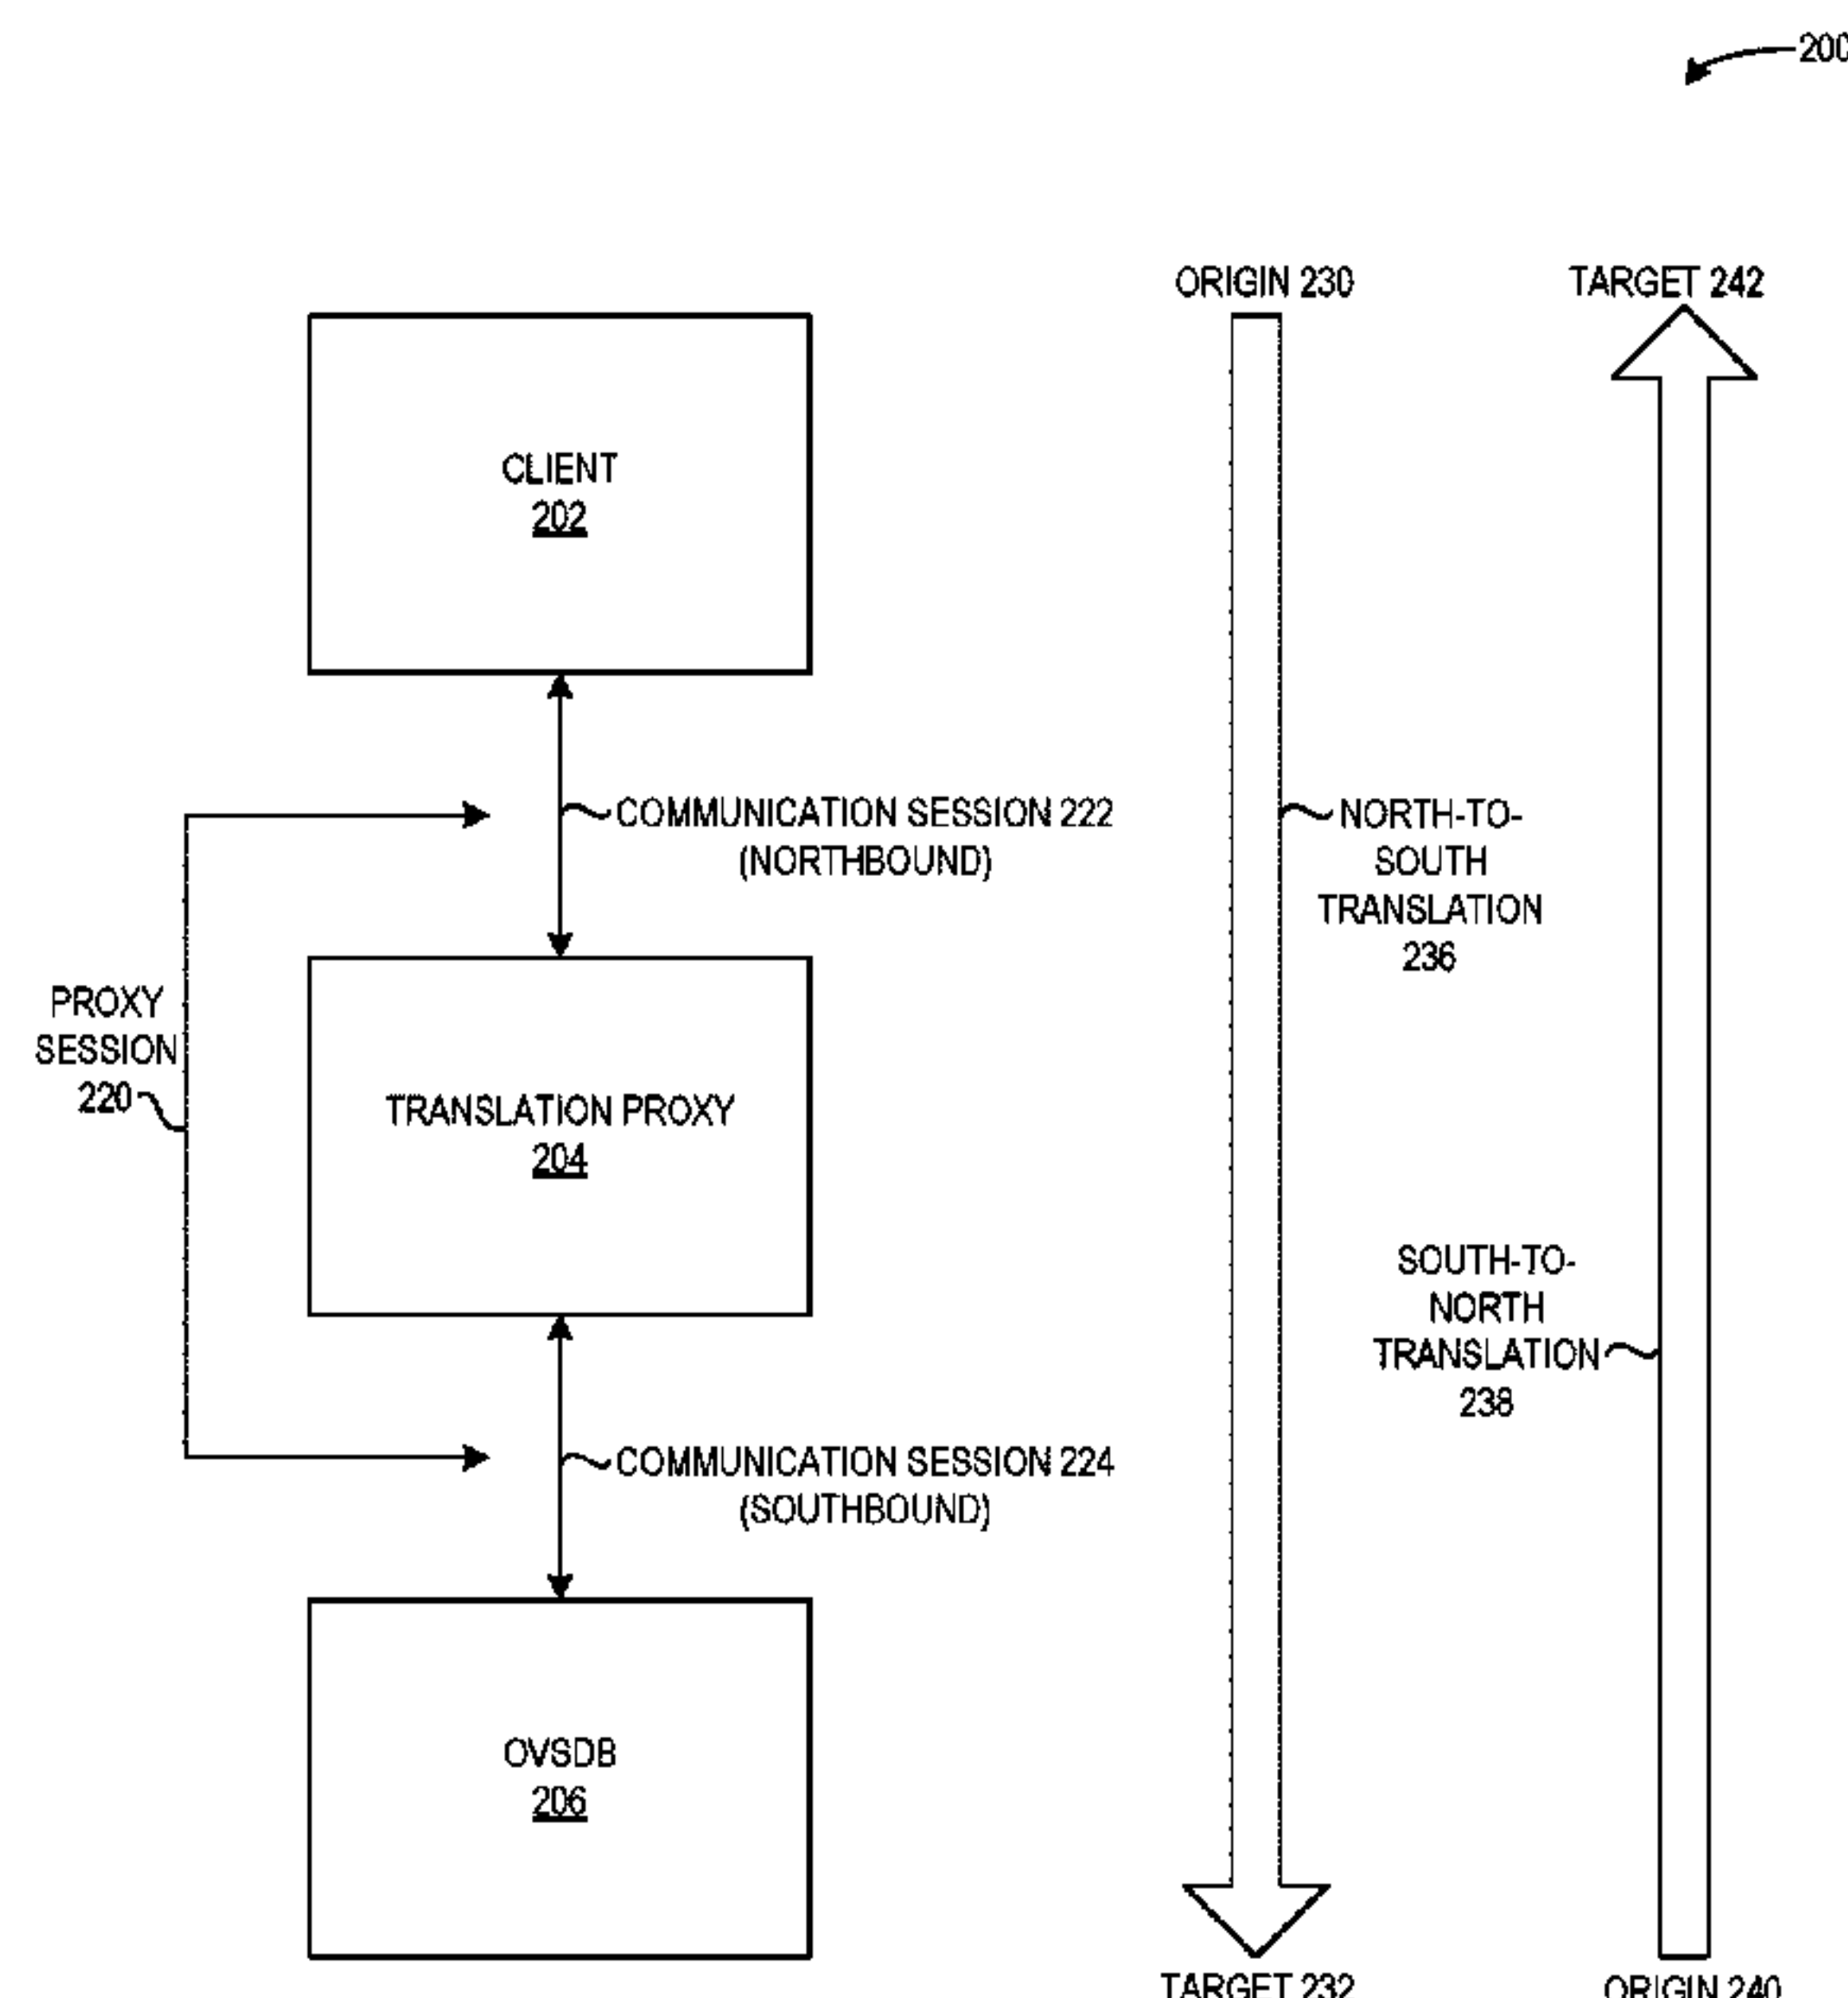 200
ORIGIN 230
TARGET 242
CLIENT
202
COMMUNICATION SESSION 222
(NORTHBOUND)
NORTH-TO-
SOUTH
TRANSLATION
236
PROXY
SESSION
220
TRANSLATION PROXY
204
SOUTH-TO-
NORTH
TRANSLATION
238
COMMUNICATION SESSION 224
(SOUTHBOUND)
OVSDB
206
TARGET 232
ORIGIN 240